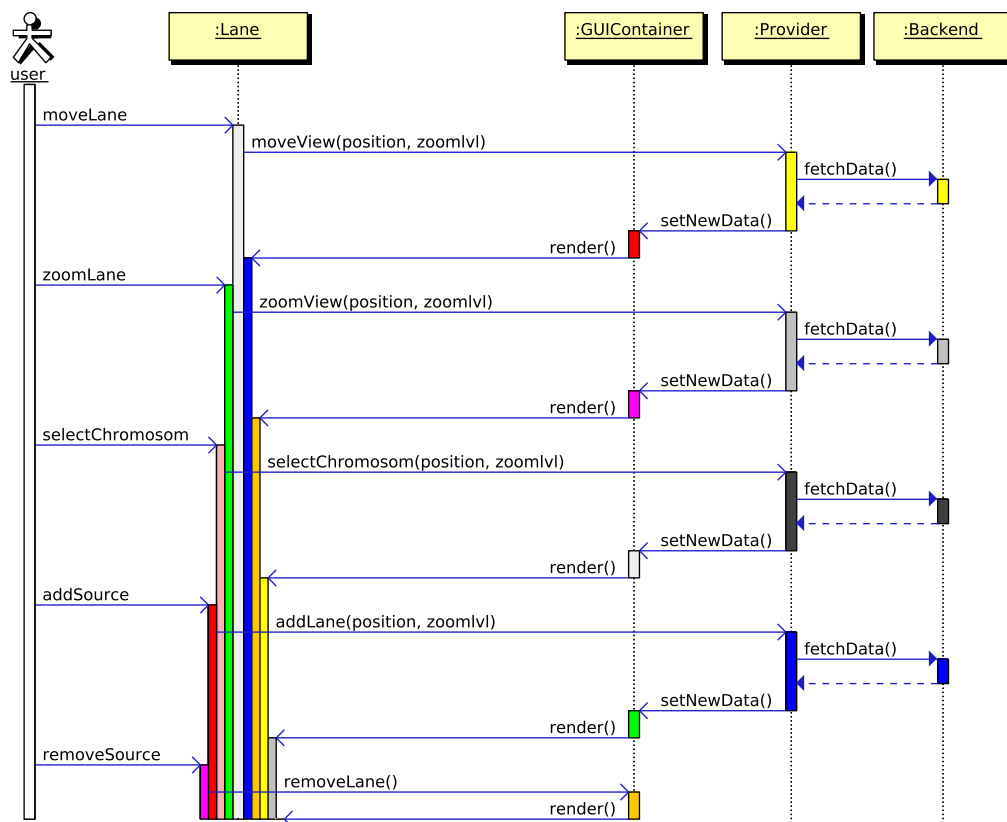 :Lane
:GUIContainer
:Provider
:Backend
user
moveLane
moveView(position, zoomlvl)
fetchData()
setNewData()
render()
zoomLane
zoomView(position, zoomlvl)
fetchData()
setNewData()
render()
selectChromosom
selectChromosom(position, zoomlvl)
fetchData()
setNewData()
render()
addSource
addLane(position, zoomlvl)
fetchData()
setNewData()
render()
removeSource
removeLane()
render()